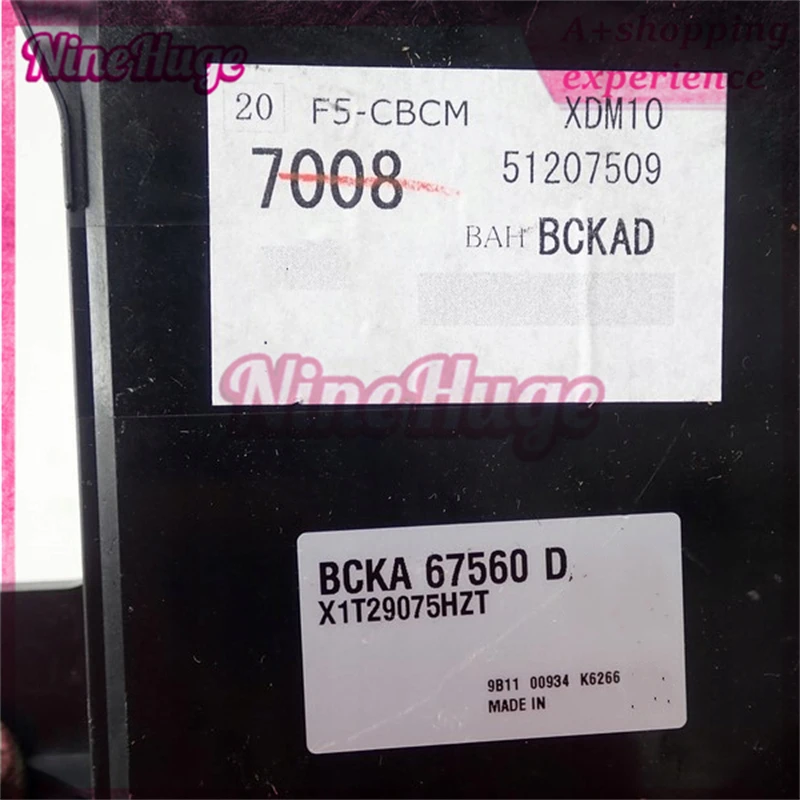 NineHuge
A+shopping
experience
20 F5-CBCM XDM10
7008 51207509
BAH BCKAD
NineHuge
BCKA 67560 D
X1T29075HZT
9B11 00934 K6266
MADE IN